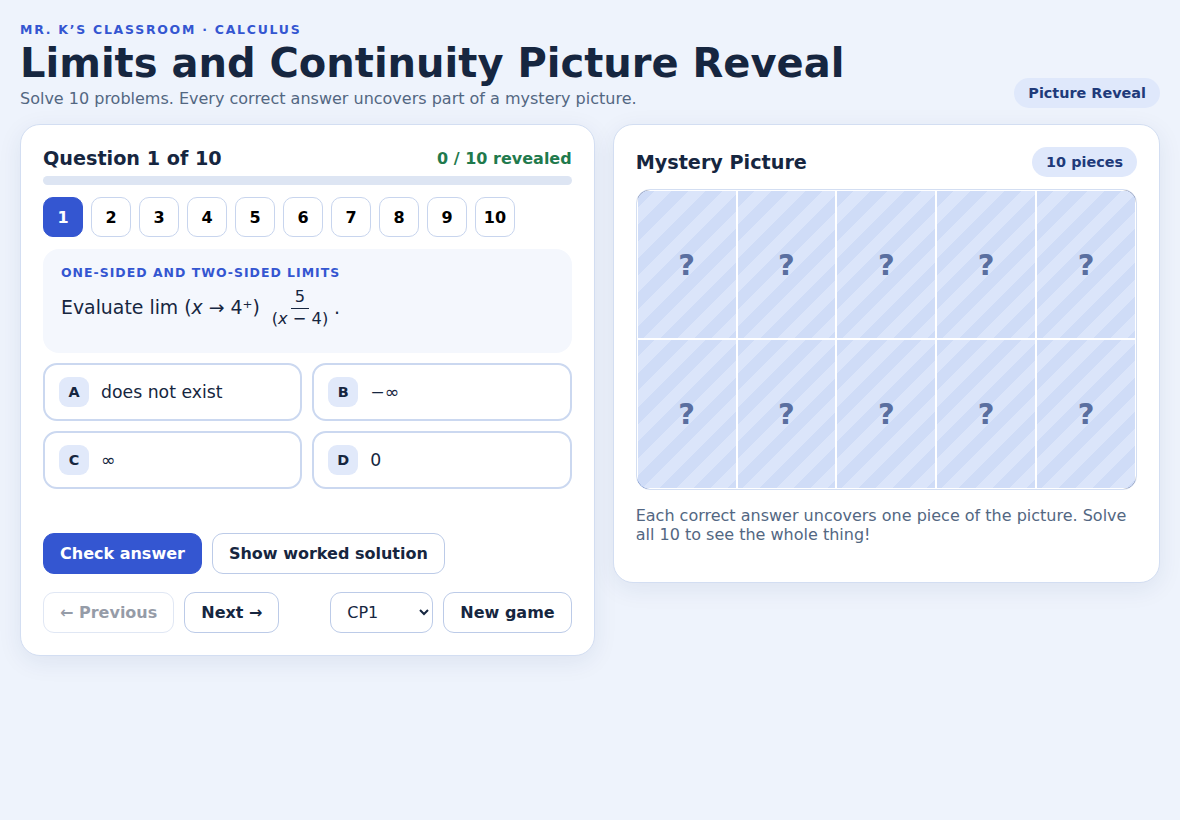 MR. K’S CLASSROOM · CALCULUS
Limits and Continuity Picture Reveal
Solve 10 problems. Every correct answer uncovers part of a mystery picture.
Picture Reveal
Question 1 of 10
0 / 10 revealed
1 2 3 4 5 6 7 8 9 10
ONE-SIDED AND TWO-SIDED LIMITS
Evaluate lim (x → 4⁺) 5/(x − 4) .
A does not exist
B −∞
C ∞
D 0
Check answer
Show worked solution
← Previous
Next →
CP1
New game
Mystery Picture
10 pieces
? ? ? ? ?
? ? ? ? ?
Each correct answer uncovers one piece of the picture. Solve
all 10 to see the whole thing!